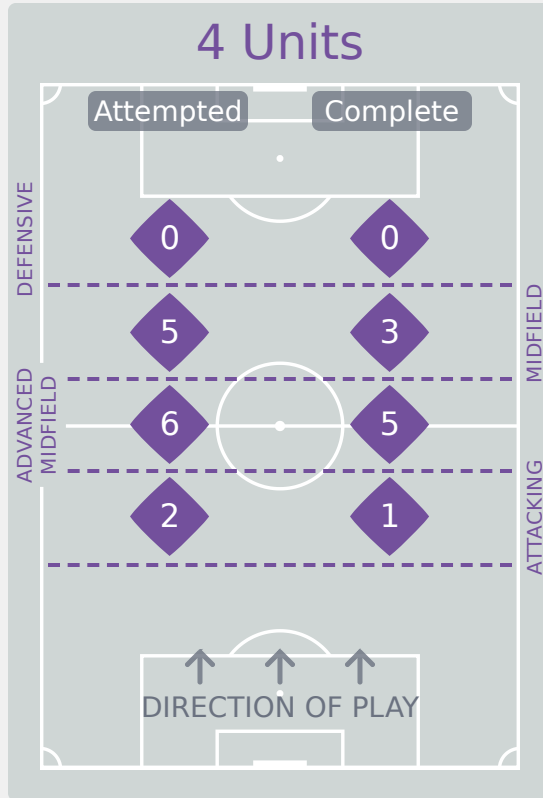 4 Units
Attempted
Complete
DEFENSIVE
0
0
MIDFIELD
5
3
ADVANCED
MIDFIELD
6
5
ATTACKING
2
1
DIRECTION OF PLAY